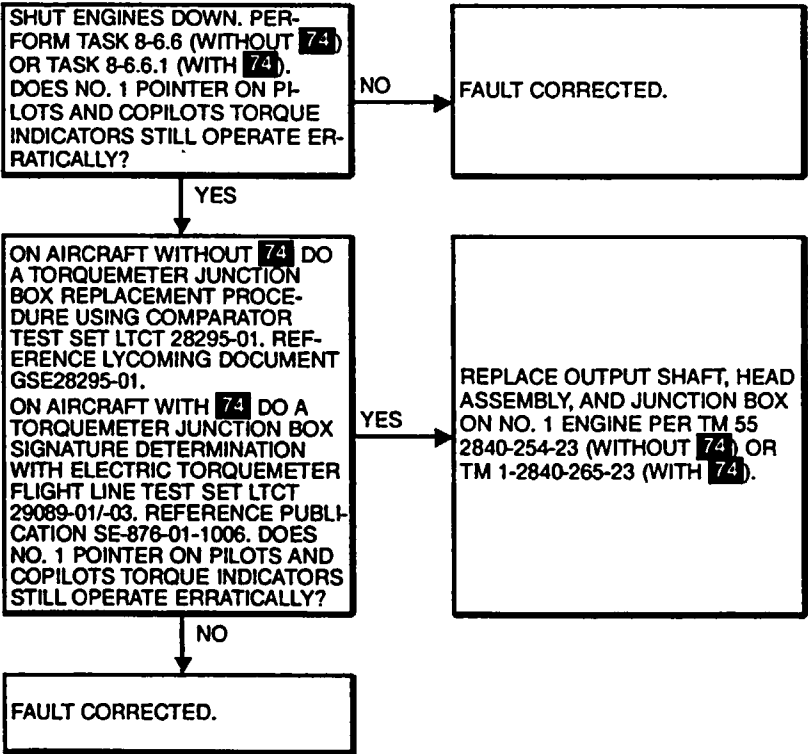 SHUT ENGINES DOWN. PER-
FORM TASK 8-6.6 (WITHOUT 74)
OR TASK 8-6.6.1 (WITH 74).
DOES NO. 1 POINTER ON PI-
LOTS AND COPILOTS TORQUE
INDICATORS STILL OPERATE ER-
RATICALLY?
NO
FAULT CORRECTED.
YES
ON AIRCRAFT WITHOUT 74 DO
A TORQUEMETER JUNCTION
BOX REPLACEMENT PROCE-
DURE USING COMPARATOR
TEST SET LTCT 28295-01. REF-
ERENCE LYCOMING DOCUMENT
GSE28295-01.
ON AIRCRAFT WITH 74 DO A
TORQUEMETER JUNCTION BOX
SIGNATURE DETERMINATION
WITH ELECTRIC TORQUEMETER
FLIGHT LINE TEST SET LTCT
29089-01/-03. REFERENCE PUBLI-
CATION SE-876-01-1006. DOES
NO. 1 POINTER ON PILOTS AND
COPILOTS TORQUE INDICATORS
STILL OPERATE ERRATICALLY?
YES
REPLACE OUTPUT SHAFT, HEAD
ASSEMBLY, AND JUNCTION BOX
ON NO. 1 ENGINE PER TM 55
2840-254-23 (WITHOUT 74) OR
TM 1-2840-265-23 (WITH 74).
NO
FAULT CORRECTED.